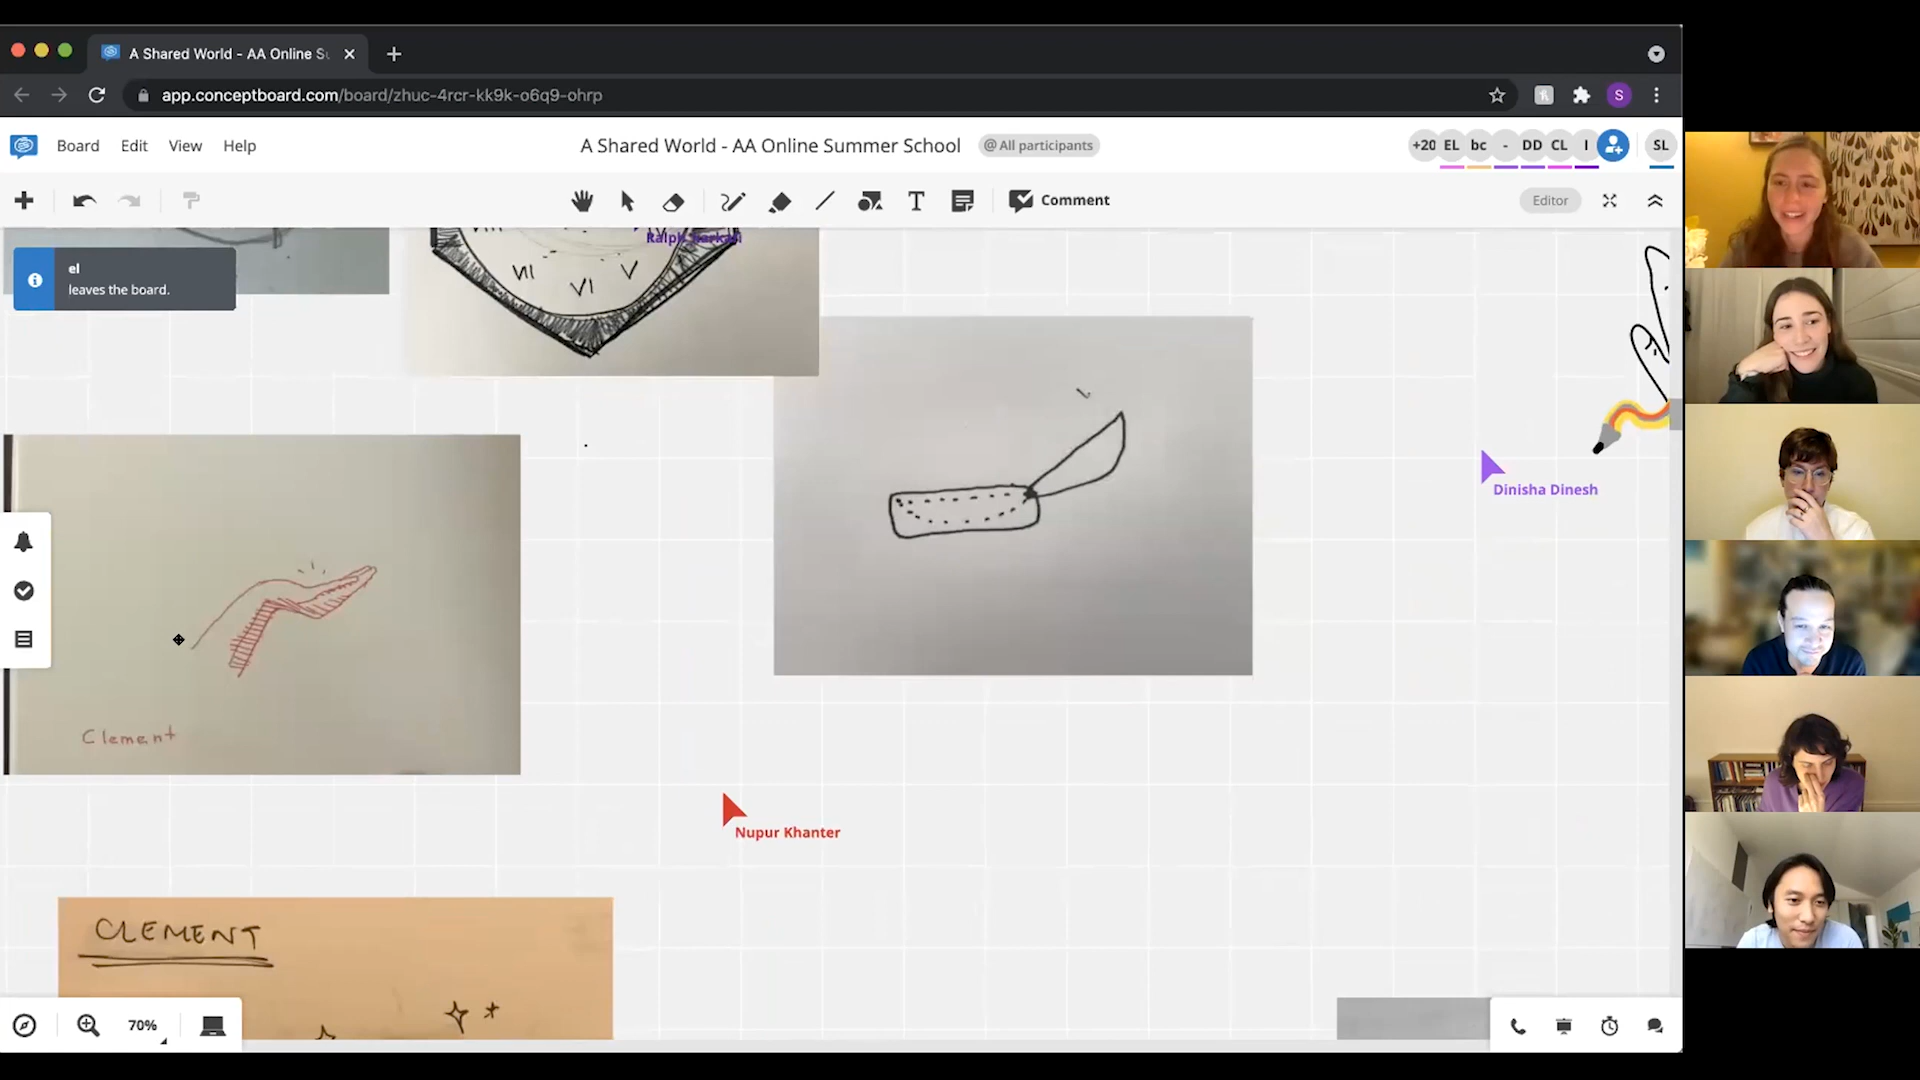 A Shared World - AA Online Su
app.conceptboard.com/board/zhuc-4rcr-kk9k-o6q9-ohrp
S
Board Edit View Help
A Shared World - AA Online Summer School
@ All participants
+20 EL bc - DD CL I SL
Comment
Editor
el
leaves the board.
VII
VI
V
Dinisha Dinesh
Clement
Nupur Khanter
CLEMENT
70%